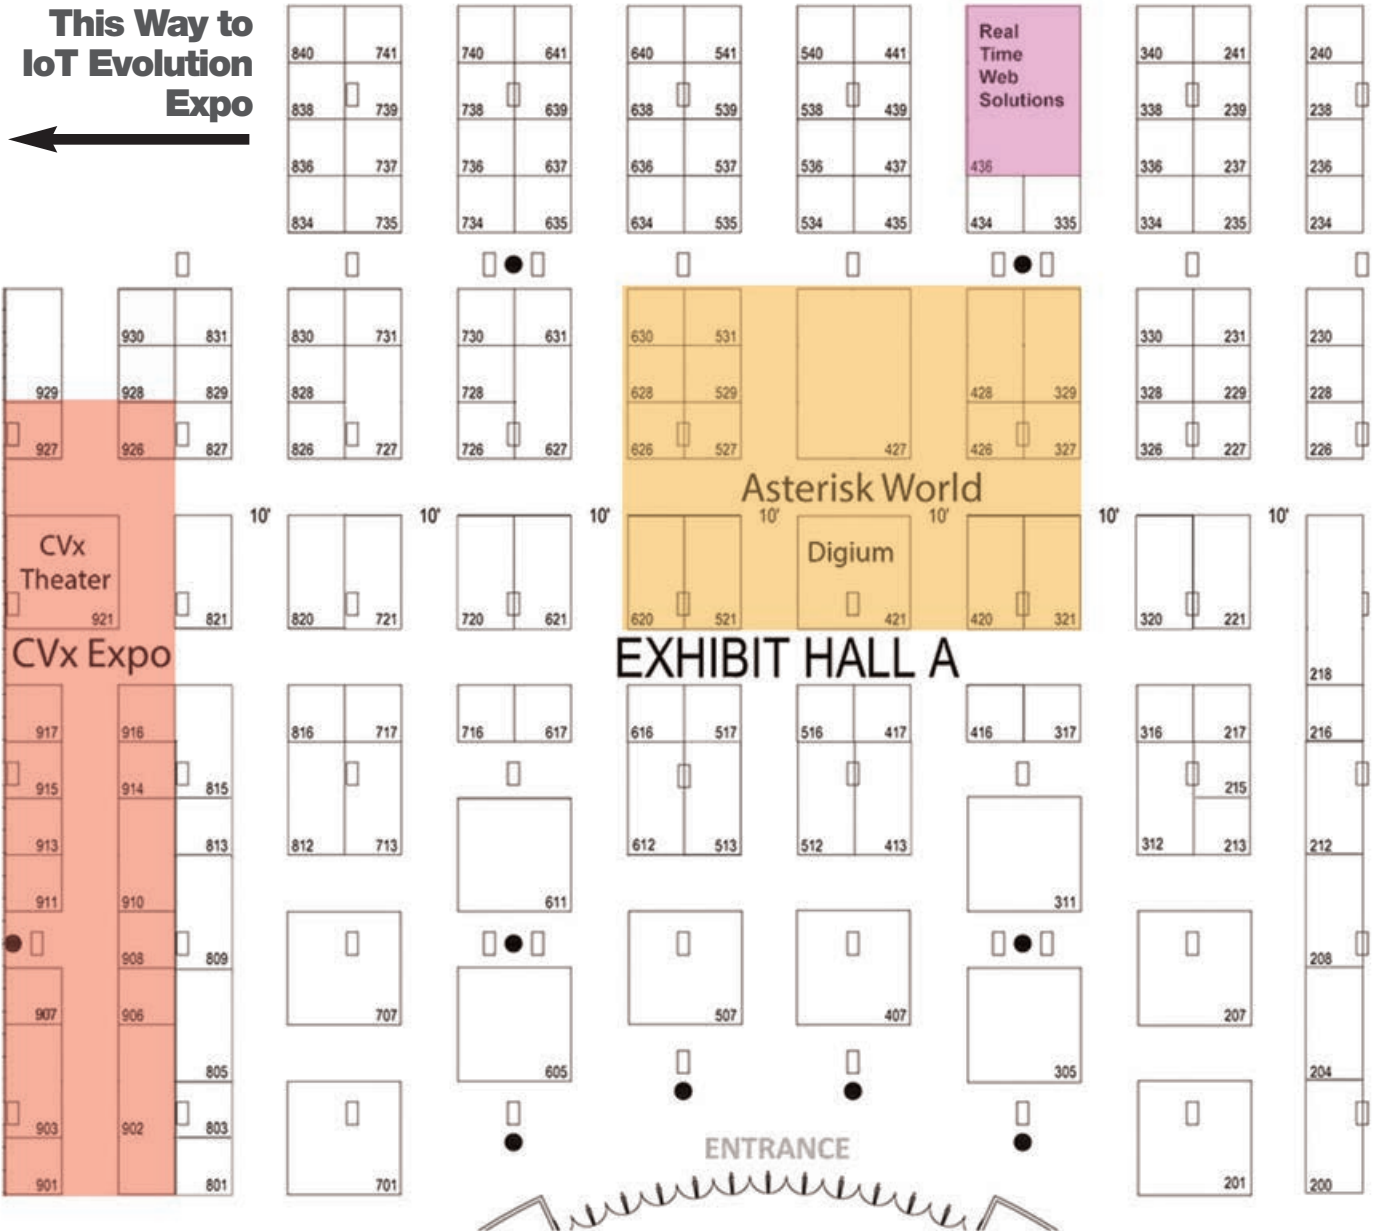 This Way to
IoT Evolution
Expo
Real
Time
Web
Solutions
840 741 740 641 640 541 540 441 340 241 240
838 739 738 639 638 539 538 439 338 239 238
836 737 736 637 636 537 536 437 436 336 237 236
834 735 734 635 634 535 534 435 434 335 334 235 234
930 831 830 731 730 631 630 531 330 231 230
929 928 829 828 728 628 529 428 329 328 229 228
927 926 827 826 727 726 627 626 527 427 426 327 326 227 226
Asterisk World
10' 10' 10' 10' 10' 10' 10'
CVx
Theater
Digium
921 821 820 721 720 621 620 521 421 420 321 320 221
CVx Expo
EXHIBIT HALL A
218
917 916 816 717 716 617 616 517 516 417 416 317 316 217 216
915 914 815 215
913 813 812 713 612 513 512 413 312 213 212
911 910 611 311
908 809 208
907 906 707 507 407 207
805 605 305 204
903 902 803
ENTRANCE
901 801 701 201 200